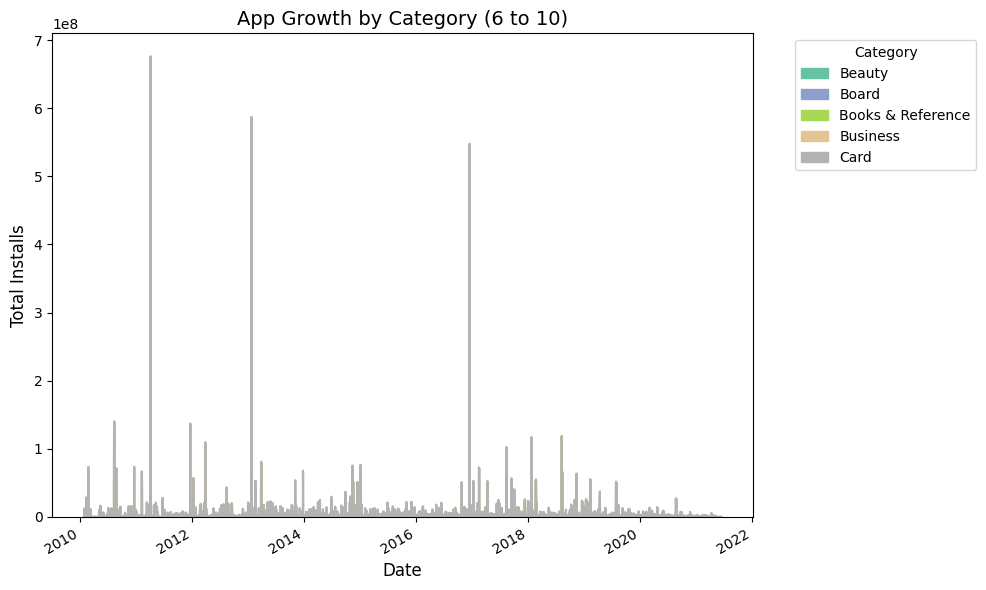 App Growth by Category (6 to 10)
1e8
7
6
5
4
3
2
1
0
Total Installs
2010
2012
2014
2016
2018
2020
2022
Date
Category
Beauty
Board
Books & Reference
Business
Card